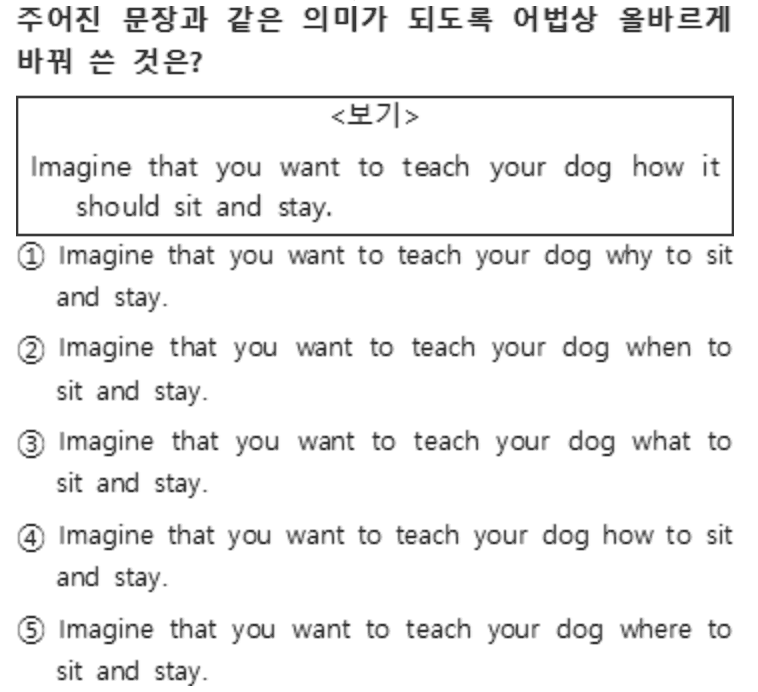 주어진 문장과 같은 의미가 되도록 어법상 올바르게
바꿔 쓴 것은?
<보기>
Imagine that you want to teach your dog how it
should sit and stay.
① Imagine that you want to teach your dog why to sit
and stay.
② Imagine that you want to teach your dog when to
sit and stay.
③ Imagine that you want to teach your dog what to
sit and stay.
④ Imagine that you want to teach your dog how to sit
and stay.
⑤ Imagine that you want to teach your dog where to
sit and stay.